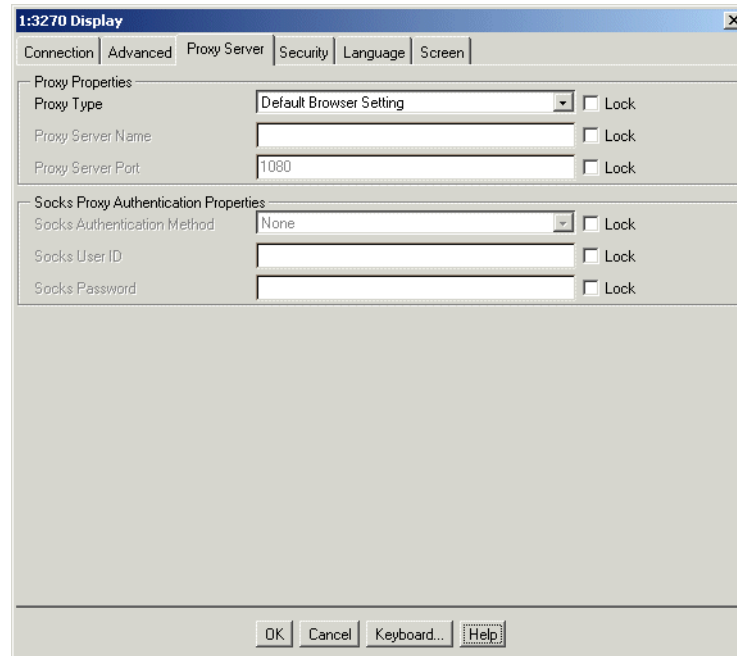 1:3270 Display
Connection Advanced Proxy Server Security Language Screen
Proxy Properties
Proxy Type Default Browser Setting Lock
Proxy Server Name Lock
Proxy Server Port 1080 Lock
Socks Proxy Authentication Properties
Socks Authentication Method None Lock
Socks User ID Lock
Socks Password Lock
OK Cancel Keyboard... Help